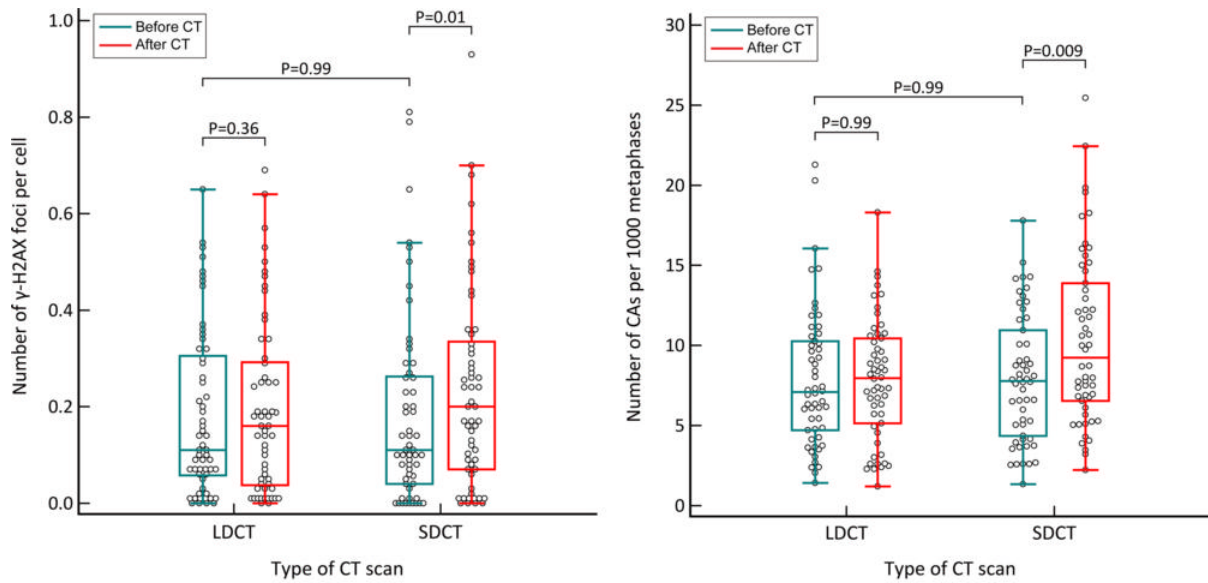 Before CT
After CT
P=0.01
P=0.99
P=0.36
Number of γ-H2AX foci per cell
1.0
0.8
0.6
0.4
0.2
0.0
LDCT
SDCT
Type of CT scan
Before CT
After CT
P=0.009
P=0.99
P=0.99
Number of CAs per 1000 metaphases
30
25
20
15
10
5
0
LDCT
SDCT
Type of CT scan